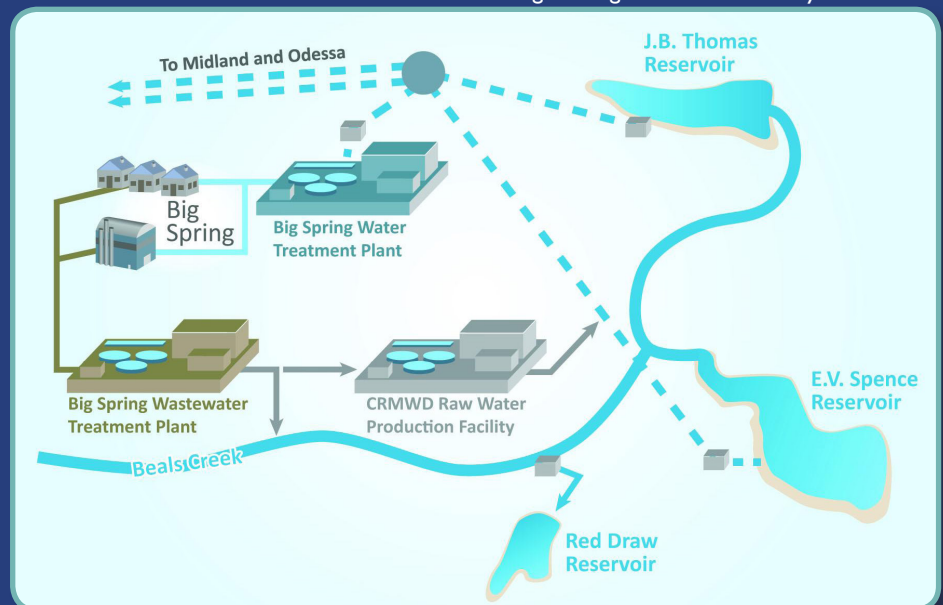 To Midland and Odessa
J.B. Thomas
Reservoir
Big
Spring
Big Spring Water
Treatment Plant
E.V. Spence
Reservoir
Big Spring Wastewater
Treatment Plant
CRMWD Raw Water
Production Facility
Beals Creek
Red Draw
Reservoir